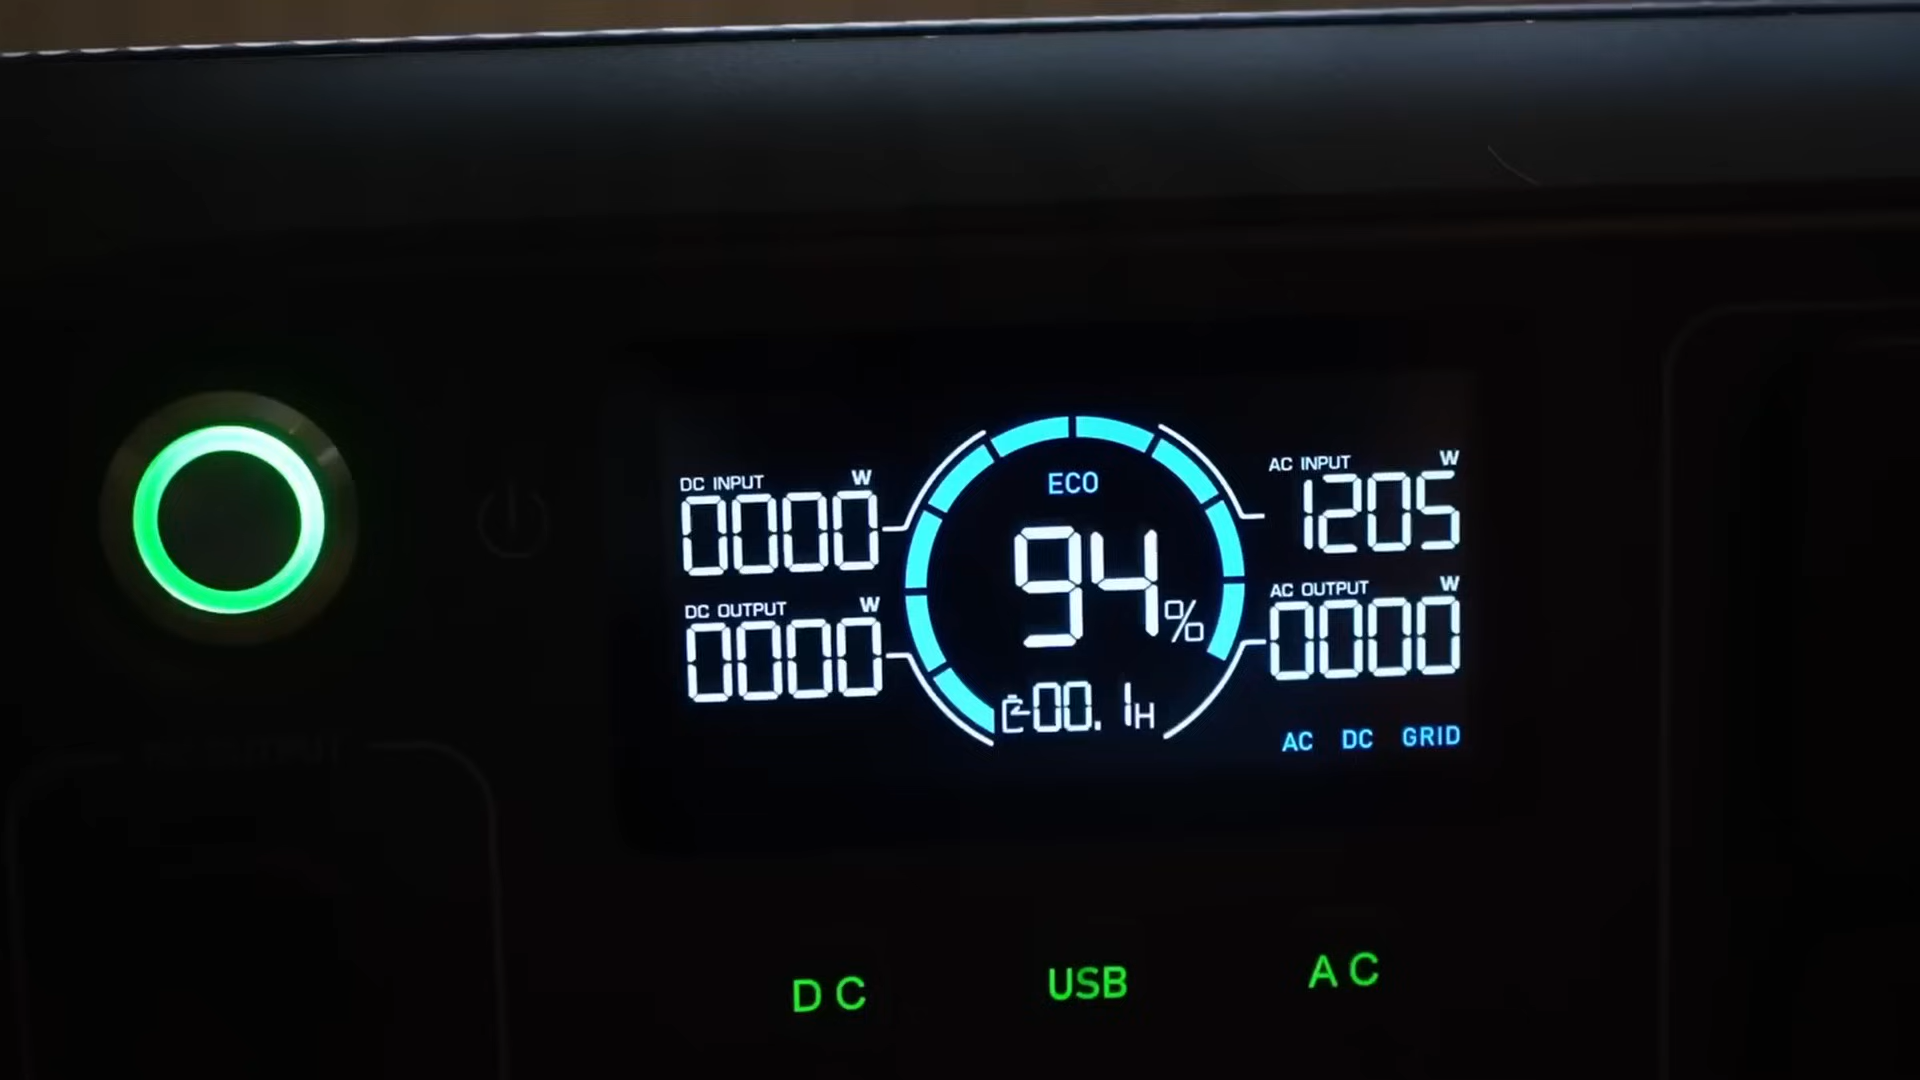 DC INPUT W
0000
DC OUTPUT W
0000
ECO
94%
00.1H
AC INPUT W
1205
AC OUTPUT W
0000
AC DC GRID
DC
USB
AC